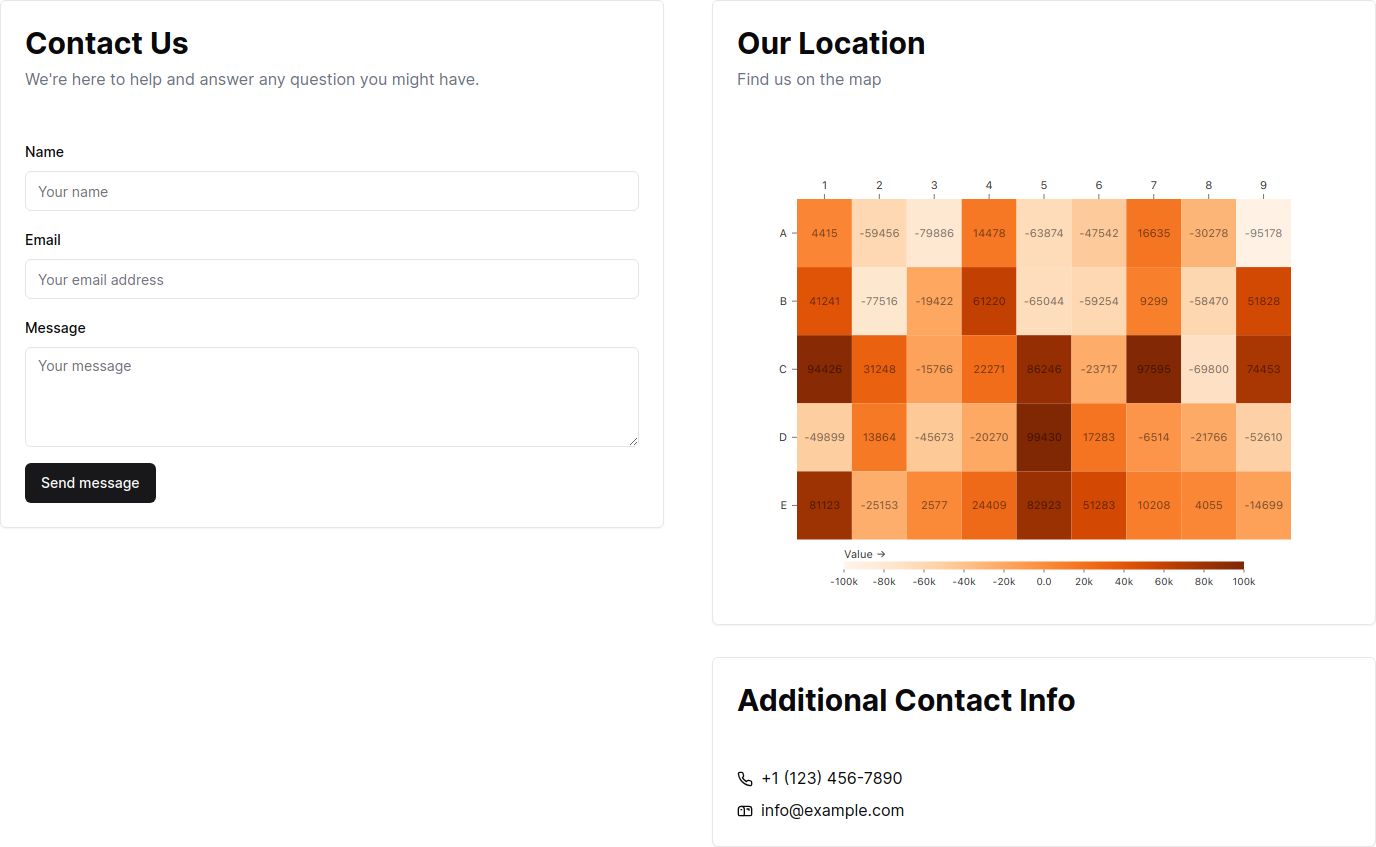 Contact Us
We're here to help and answer any question you might have.
Name
Your name
Email
Your email address
Message
Your message
Send message
Our Location
Find us on the map
1 2 3 4 5 6 7 8 9
A 4415 -59456 -79886 14478 -63874 -47542 16635 -30278 -95178
B 41241 -77516 -19422 61220 -65044 -59254 9299 -58470 51828
C 94426 31248 -15766 22271 86246 -23717 97595 -69800 74453
D -49899 13864 -45673 -20270 99430 17283 -6514 -21766 -52610
E 81123 -25153 2577 24409 82923 51283 10208 4055 -14699
Value →
-100k -80k -60k -40k -20k 0.0 20k 40k 60k 80k 100k
Additional Contact Info
+1 (123) 456-7890
info@example.com